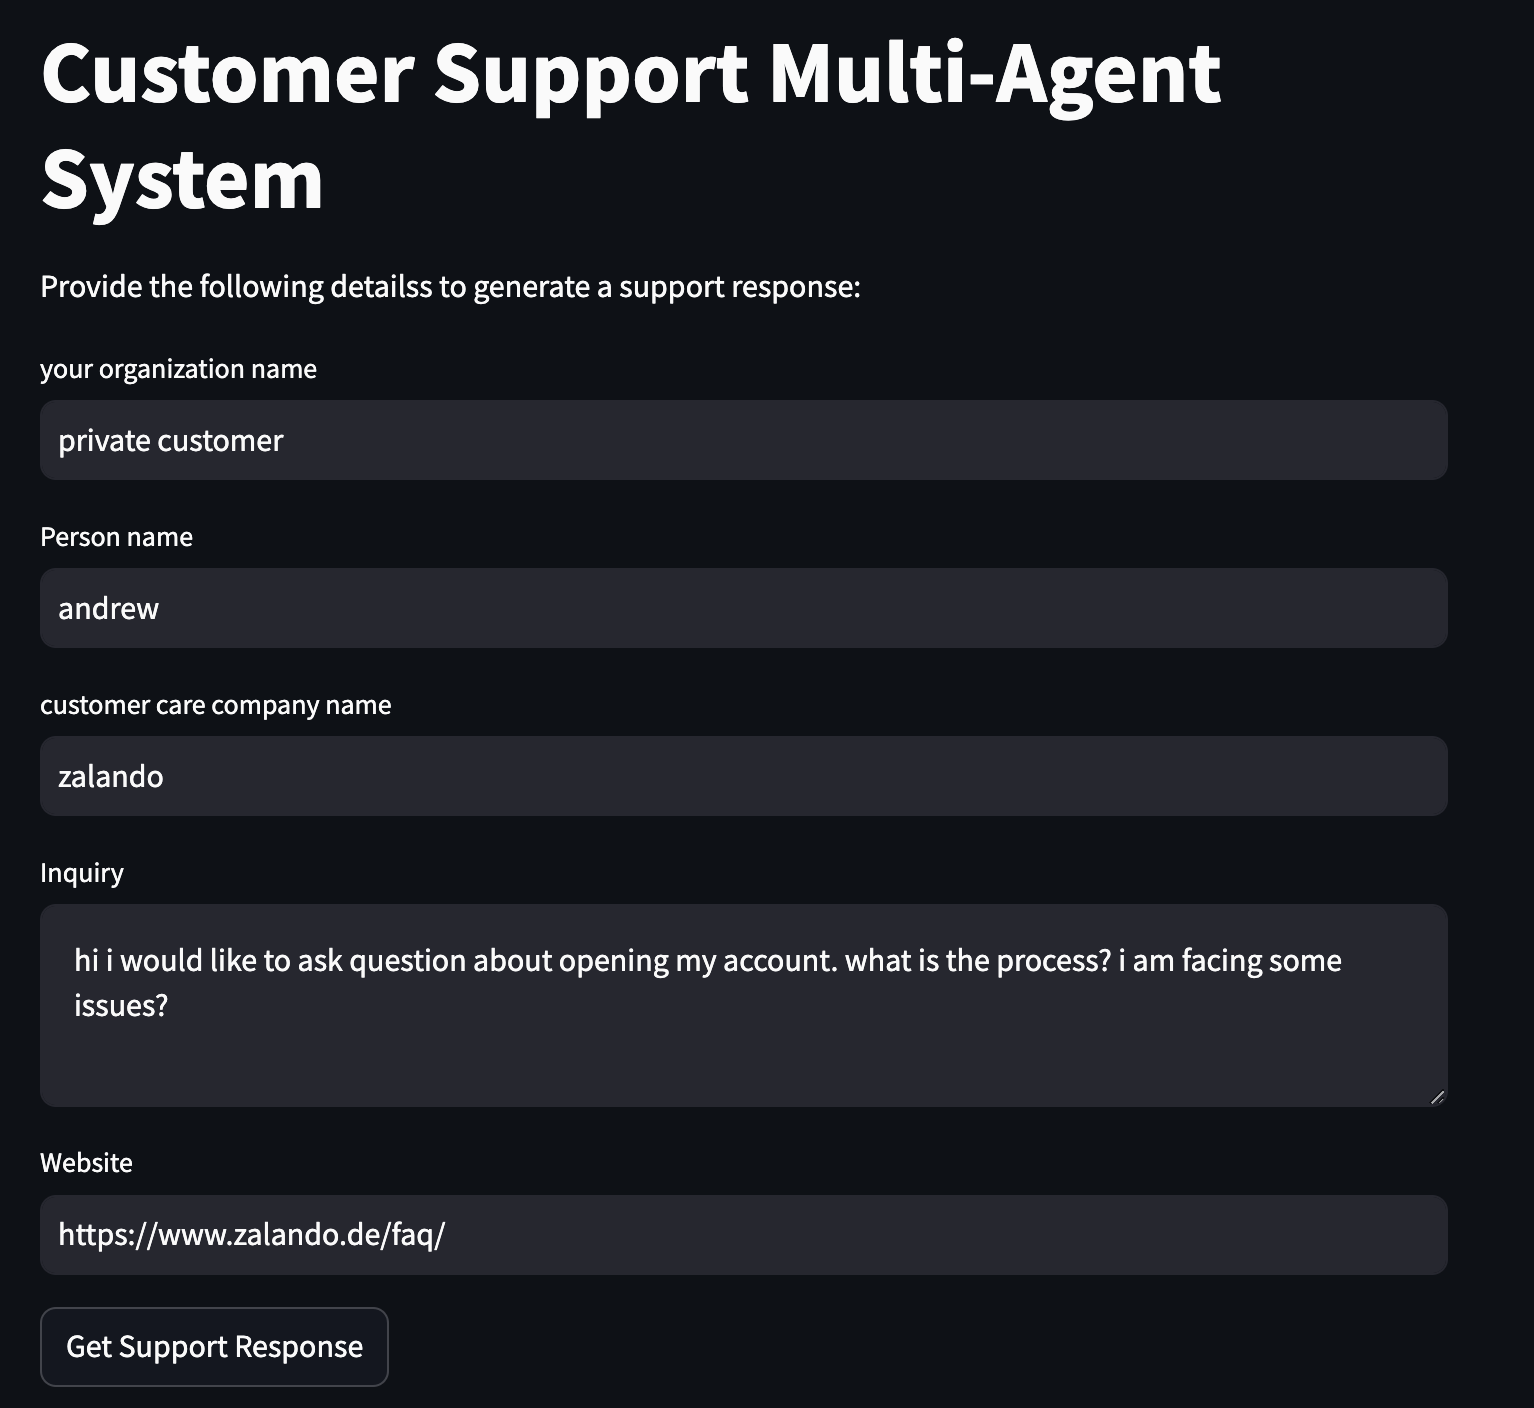 Customer Support Multi-Agent
System
Provide the following detailss to generate a support response:
your organization name
private customer
Person name
andrew
customer care company name
zalando
Inquiry
hi i would like to ask question about opening my account. what is the process? i am facing some
issues?
Website
https://www.zalando.de/faq/
Get Support Response